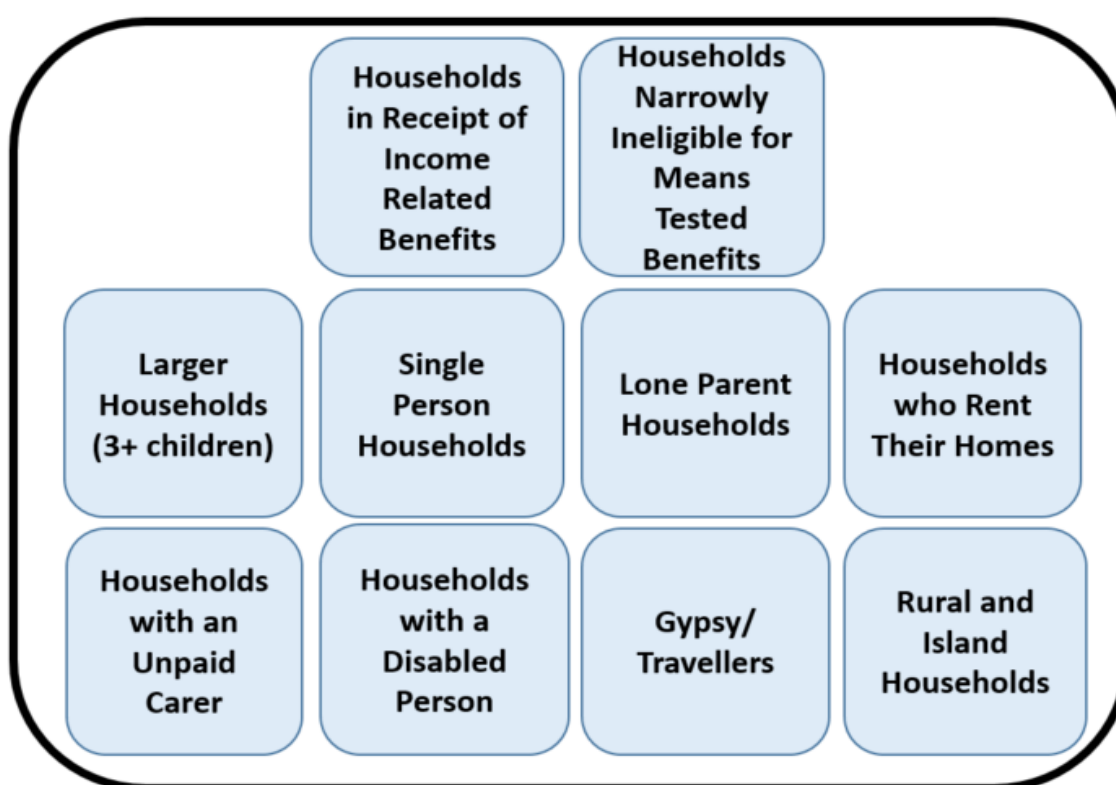 Households
in Receipt of
Income
Related
Benefits
Households
Narrowly
Ineligible for
Means
Tested
Benefits
Larger
Households
(3+ children)
Single
Person
Households
Lone Parent
Households
Households
who Rent
Their Homes
Households
with an
Unpaid
Carer
Households
with a
Disabled
Person
Gypsy/
Travellers
Rural and
Island
Households